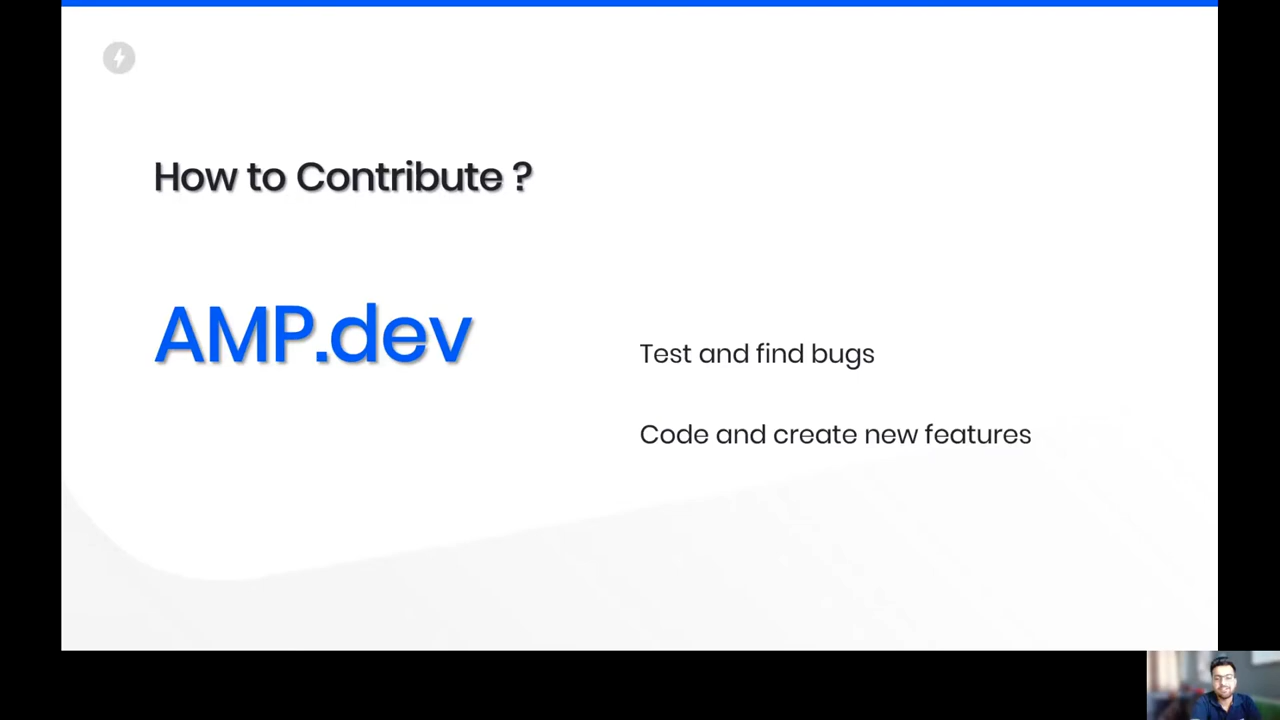 How to Contribute ?
AMP.dev
Test and find bugs
Code and create new features